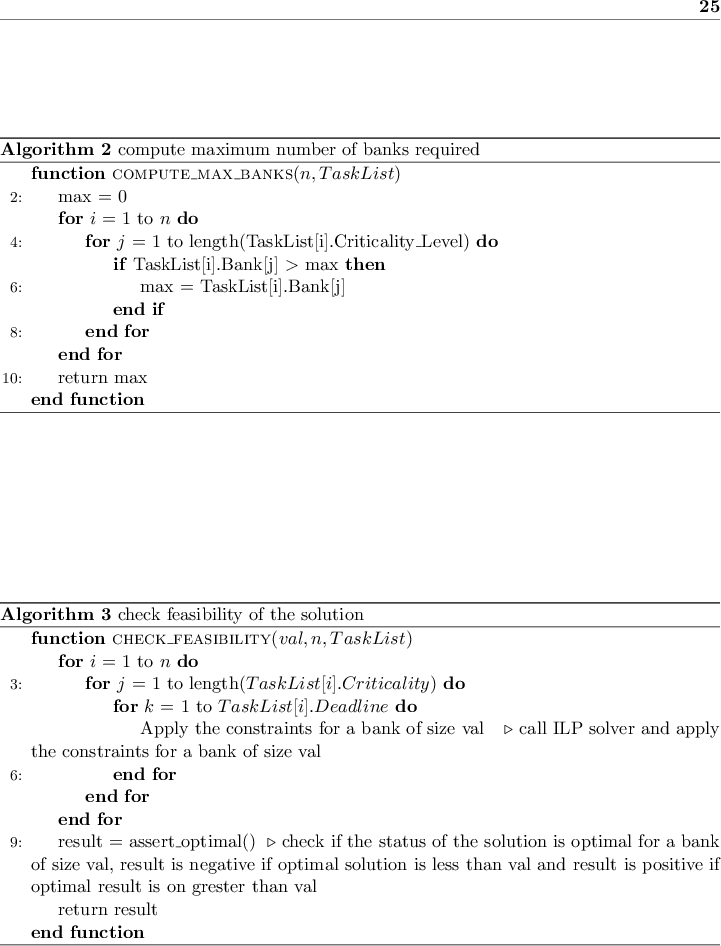 25
Algorithm 2 compute maximum number of banks required
function COMPUTE_MAX_BANKS(n, TaskList)
2: max = 0
for i = 1 to n do
4: for j = 1 to length(TaskList[i].Criticality_Level) do
if TaskList[i].Bank[j] > max then
6: max = TaskList[i].Bank[j]
end if
8: end for
end for
10: return max
end function
Algorithm 3 check feasibility of the solution
function CHECK_FEASIBILITY(val, n, TaskList)
for i = 1 to n do
3: for j = 1 to length(TaskList[i].Criticality) do
for k = 1 to TaskList[i].Deadline do
Apply the constraints for a bank of size val ▷ call ILP solver and apply
the constraints for a bank of size val
6: end for
end for
end for
9: result = assert_optimal() ▷ check if the status of the solution is optimal for a bank
of size val, result is negative if optimal solution is less than val and result is positive if
optimal result is on grester than val
return result
end function